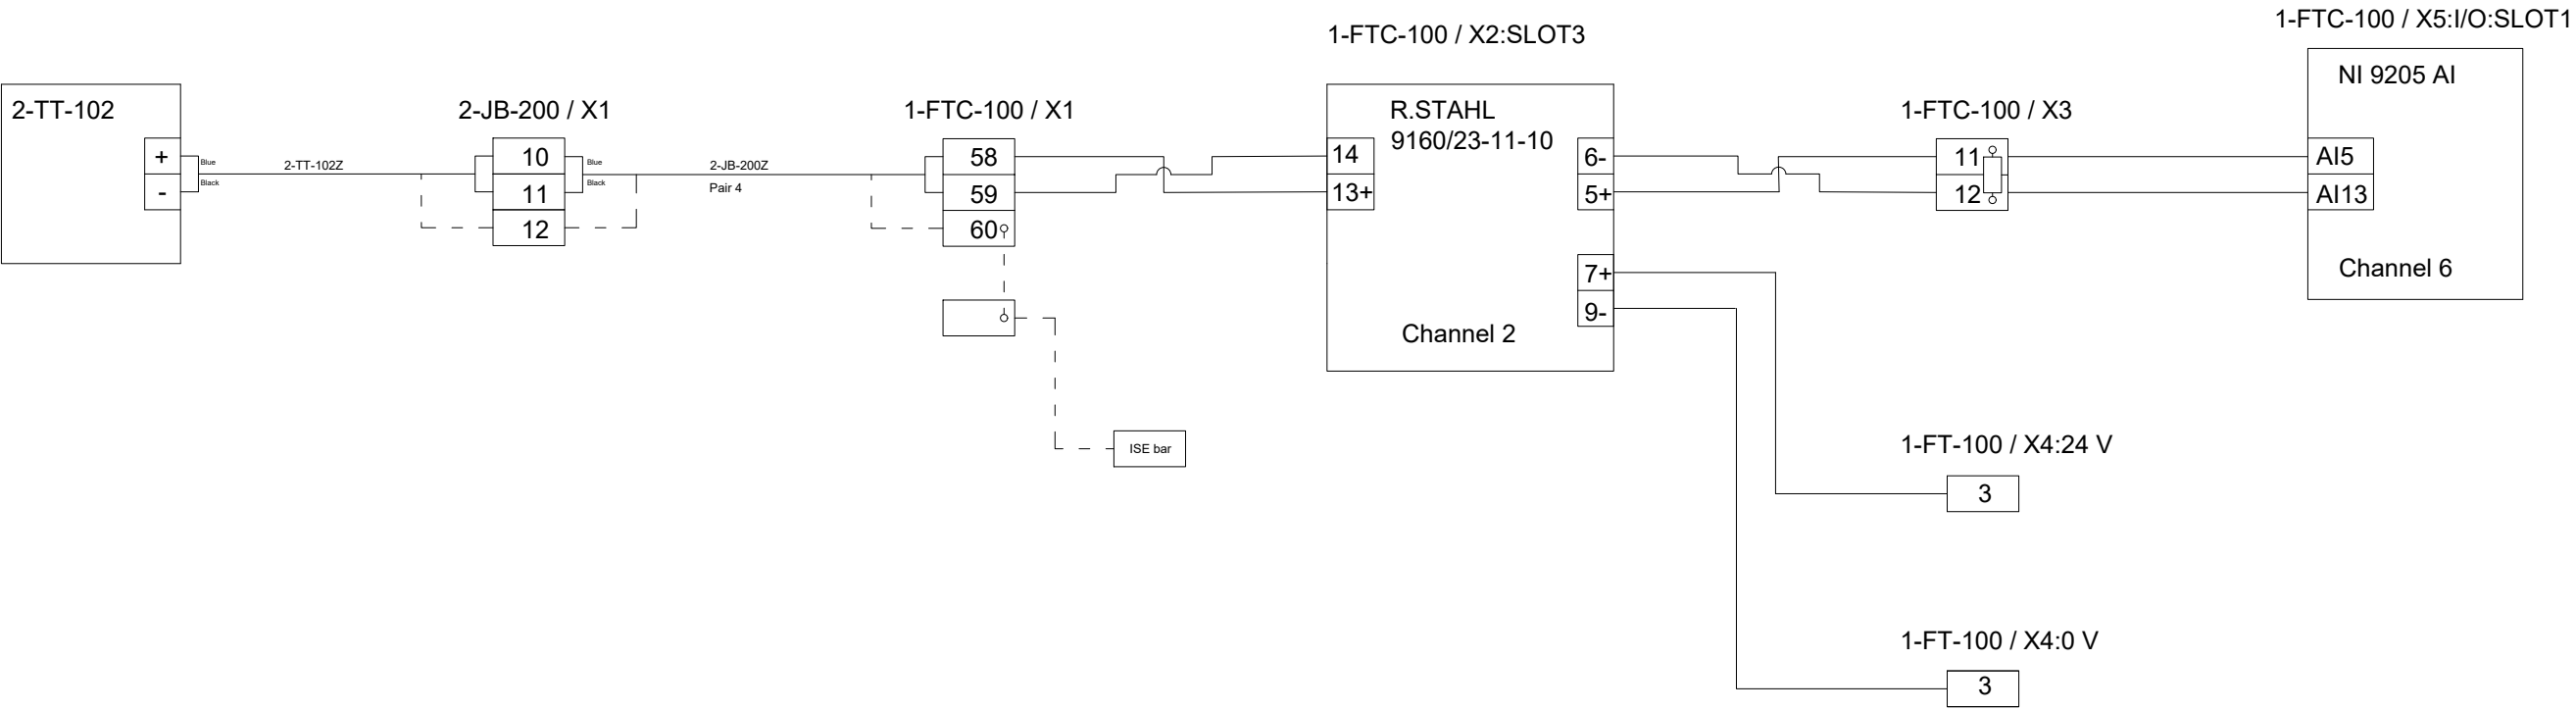 1-FTC-100 / X5:I/O:SLOT1
1-FTC-100 / X2:SLOT3
NI 9205 AI
2-TT-102
2-JB-200 / X1
1-FTC-100 / X1
R.STAHL
9160/23-11-10
1-FTC-100 / X3
+
-
Blue
Black
2-TT-102Z
10
11
12
Blue
Black
2-JB-200Z
Pair 4
58
59
60
14
13+
6-
5+
11
12
AI5
AI13
7+
9-
Channel 2
Channel 6
ISE bar
1-FT-100 / X4:24 V
3
1-FT-100 / X4:0 V
3